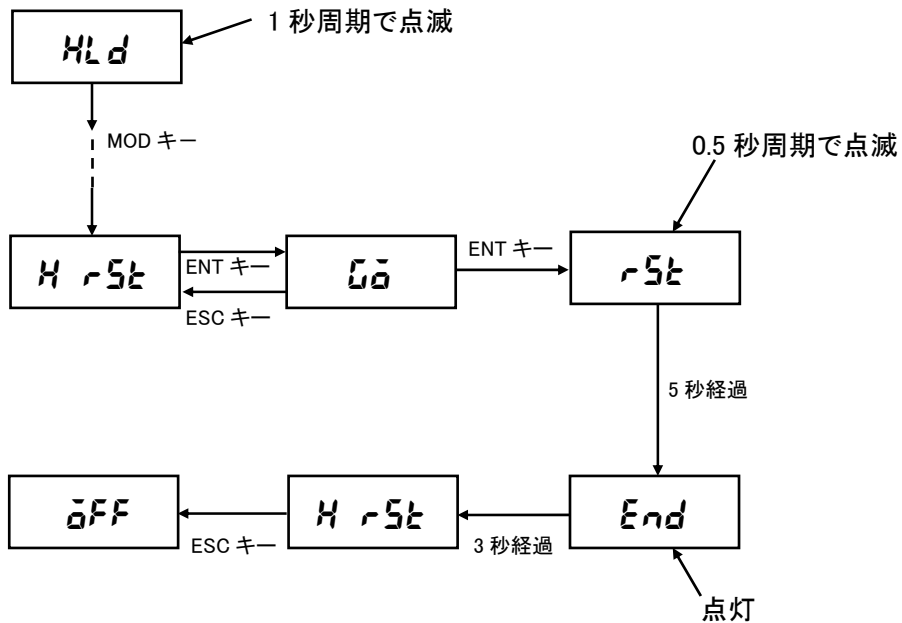 1 秒周期で点滅
HLd
MOD キー
0.5 秒周期で点滅
H rSt
ENT キー
ESC キー
Go
ENT キー
rSt
5 秒経過
oFF
ESC キー
H rSt
3 秒経過
End
点灯